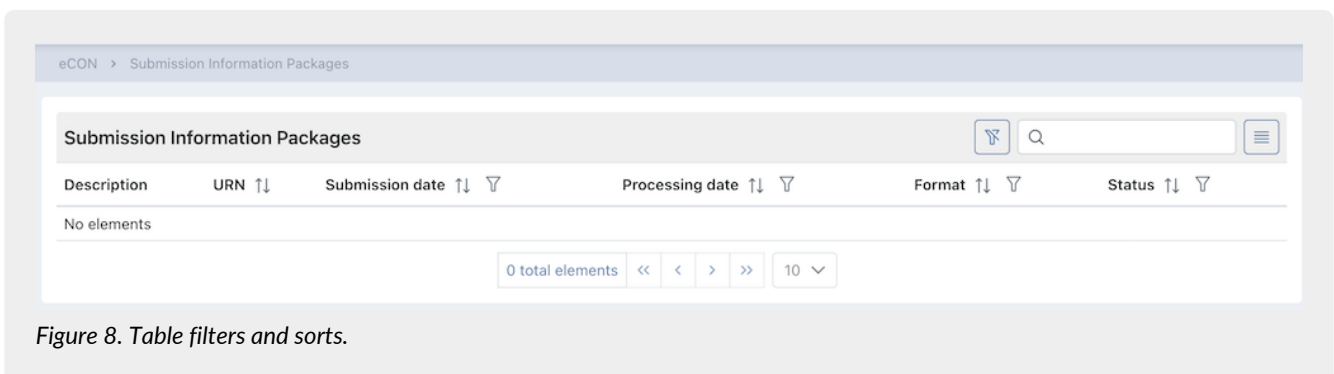 eCON > Submission Information Packages
Submission Information Packages
Description URN Submission date Processing date Format Status
No elements
0 total elements « < > » 10
Figure 8. Table filters and sorts.